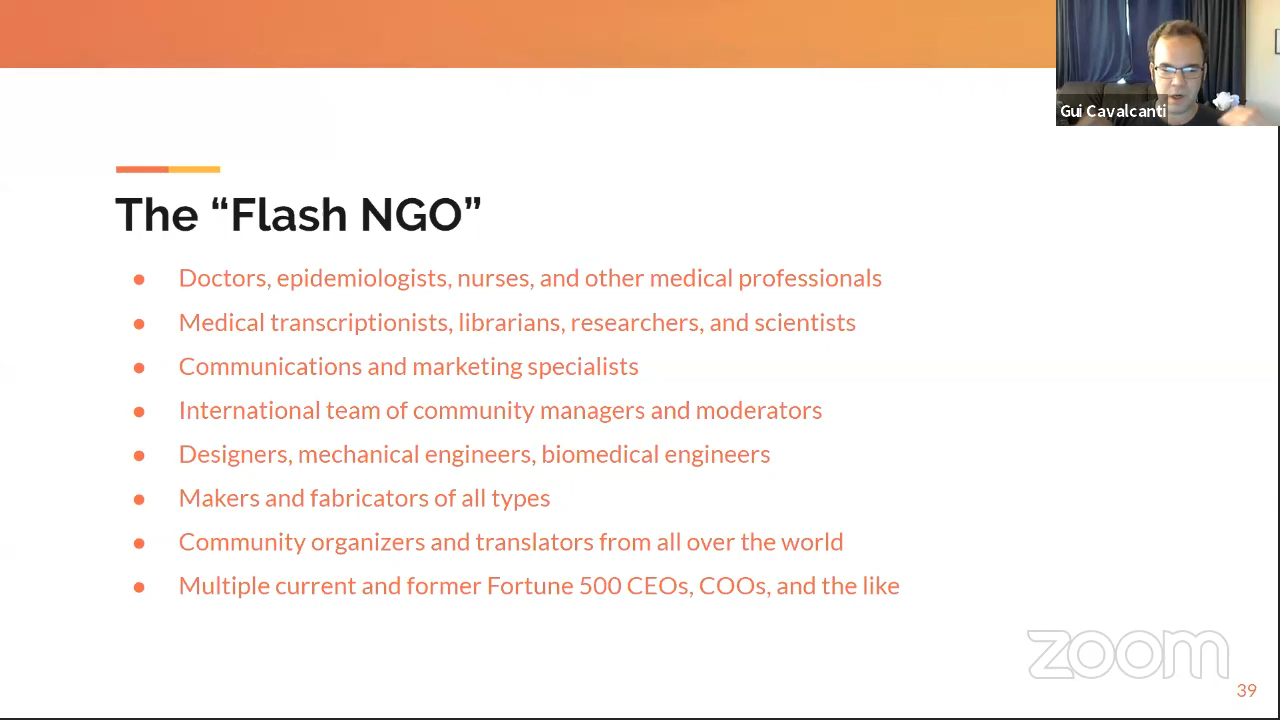 Gui Cavalcanti
The “Flash NGO”
● Doctors, epidemiologists, nurses, and other medical professionals
● Medical transcriptionists, librarians, researchers, and scientists
● Communications and marketing specialists
● International team of community managers and moderators
● Designers, mechanical engineers, biomedical engineers
● Makers and fabricators of all types
● Community organizers and translators from all over the world
● Multiple current and former Fortune 500 CEOs, COOs, and the like
zoom
39